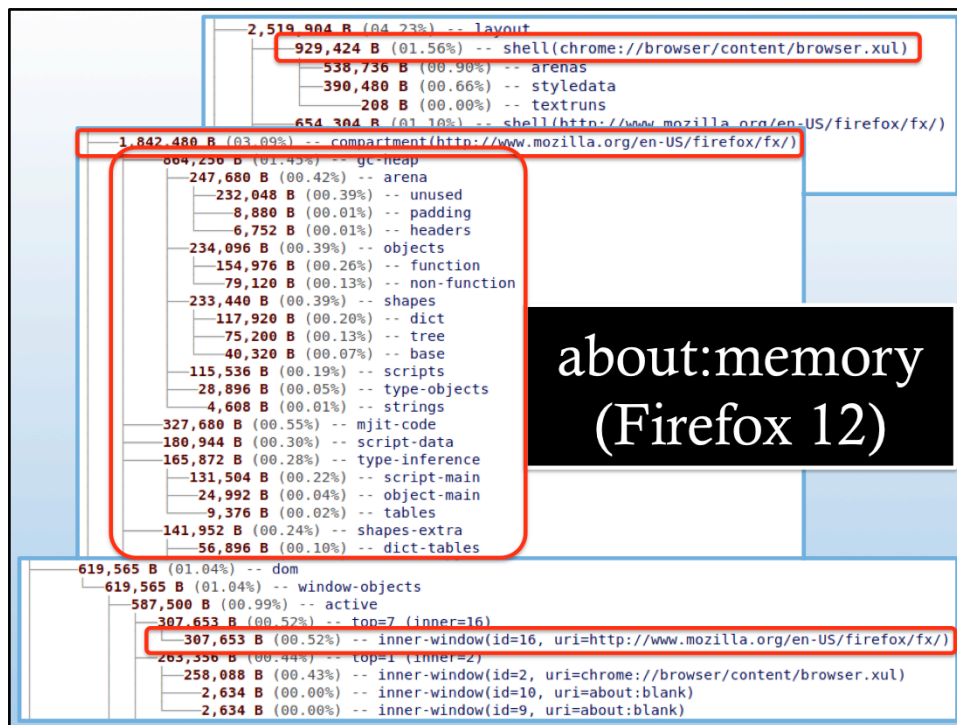 2,519,904 B (04.23%) -- layout
929,424 B (01.56%) -- shell(chrome://browser/content/browser.xul)
538,736 B (00.90%) -- arenas
390,480 B (00.66%) -- styledata
208 B (00.00%) -- textruns
654,304 B (01.10%) -- shell(http://www.mozilla.org/en-US/firefox/fx/)
1,842,480 B (03.09%) -- compartment(http://www.mozilla.org/en-US/firefox/fx/)
864,256 B (01.45%) -- gc-heap
247,680 B (00.42%) -- arena
232,048 B (00.39%) -- unused
8,880 B (00.01%) -- padding
6,752 B (00.01%) -- headers
234,096 B (00.39%) -- objects
154,976 B (00.26%) -- function
79,120 B (00.13%) -- non-function
233,440 B (00.39%) -- shapes
117,920 B (00.20%) -- dict
75,200 B (00.13%) -- tree
40,320 B (00.07%) -- base
115,536 B (00.19%) -- scripts
28,896 B (00.05%) -- type-objects
4,608 B (00.01%) -- strings
327,680 B (00.55%) -- mjit-code
180,944 B (00.30%) -- script-data
165,872 B (00.28%) -- type-inference
131,504 B (00.22%) -- script-main
24,992 B (00.04%) -- object-main
9,376 B (00.02%) -- tables
141,952 B (00.24%) -- shapes-extra
56,896 B (00.10%) -- dict-tables
about:memory
(Firefox 12)
619,565 B (01.04%) -- dom
619,565 B (01.04%) -- window-objects
587,500 B (00.99%) -- active
307,653 B (00.52%) -- top=7 (inner=16)
307,653 B (00.52%) -- inner-window(id=16, uri=http://www.mozilla.org/en-US/firefox/fx/)
263,356 B (00.44%) -- top=1 (inner=2)
258,088 B (00.43%) -- inner-window(id=2, uri=chrome://browser/content/browser.xul)
2,634 B (00.00%) -- inner-window(id=10, uri=about:blank)
2,634 B (00.00%) -- inner-window(id=9, uri=about:blank)